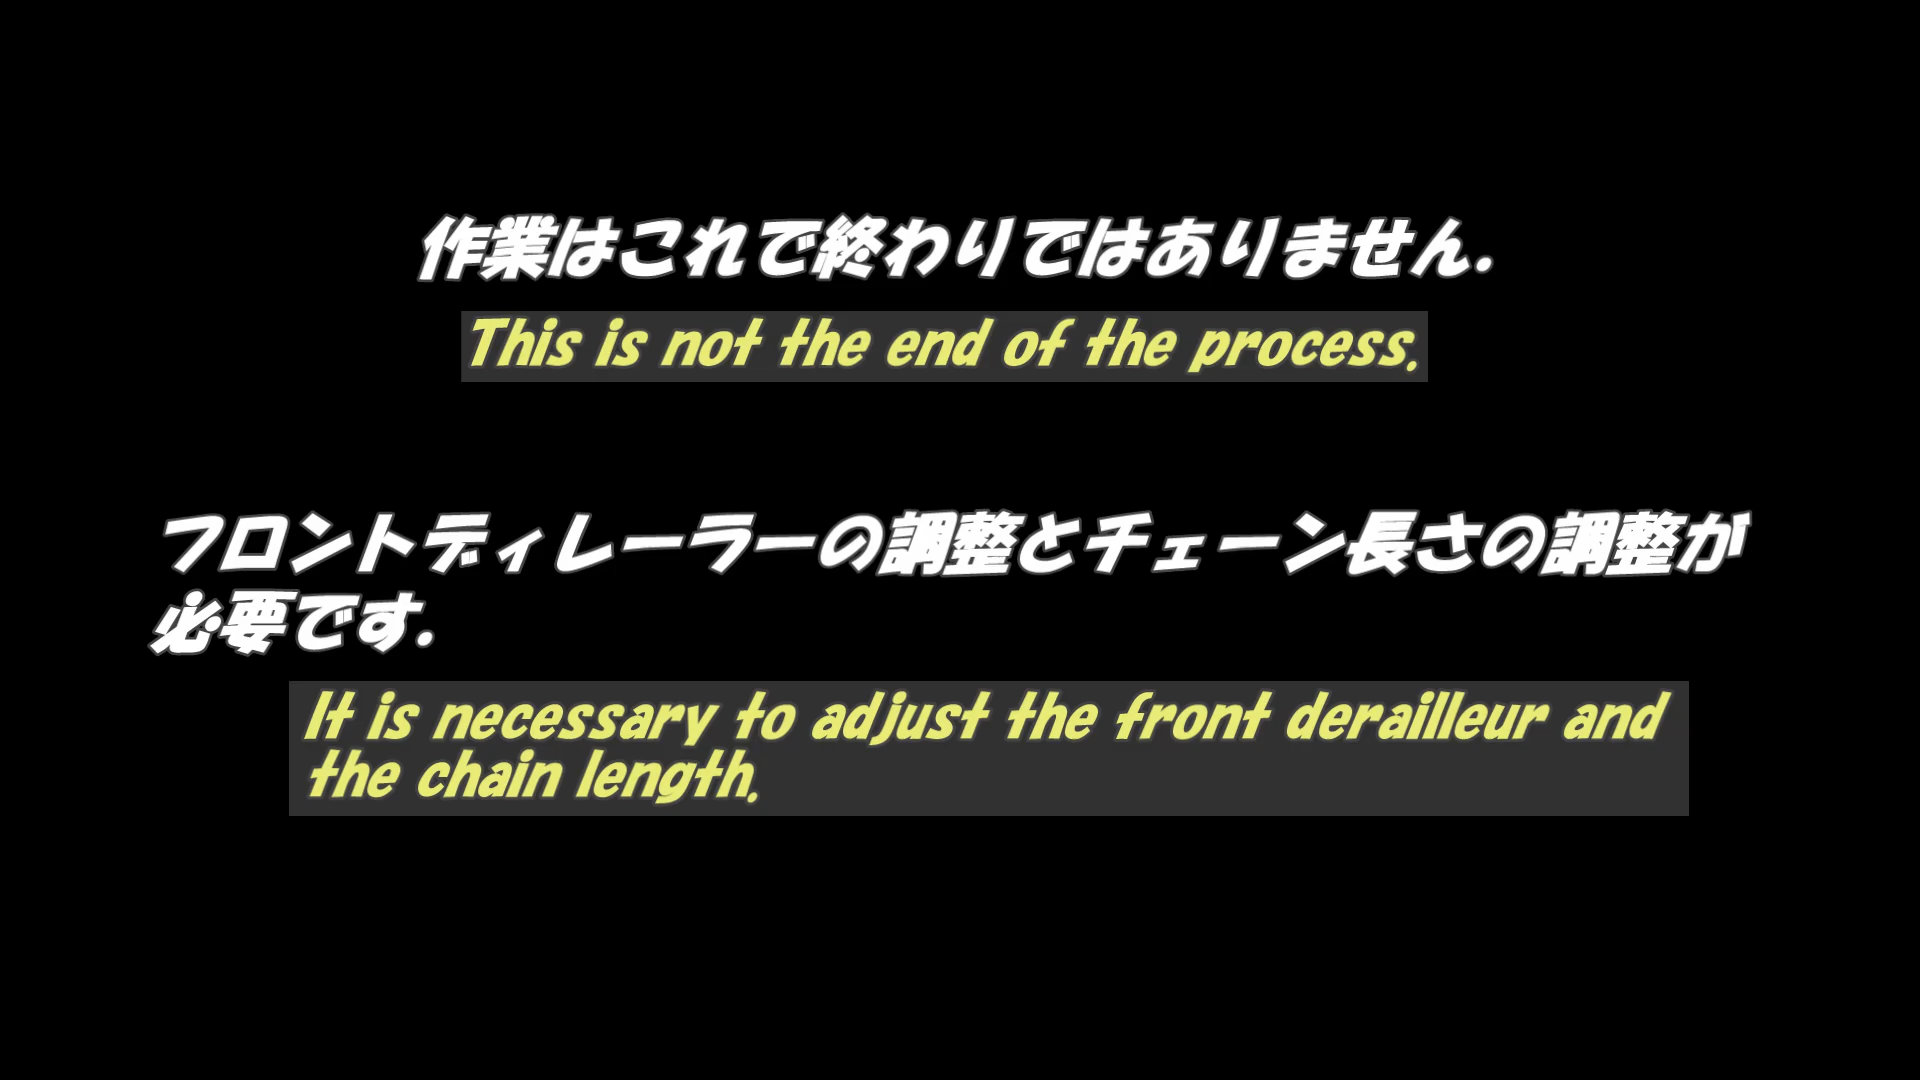 作業はこれで終わりではありません.
This is not the end of the process.
フロントディレーラーの調整とチェーン長さの調整が
必要です.
It is necessary to adjust the front derailleur and
the chain length.